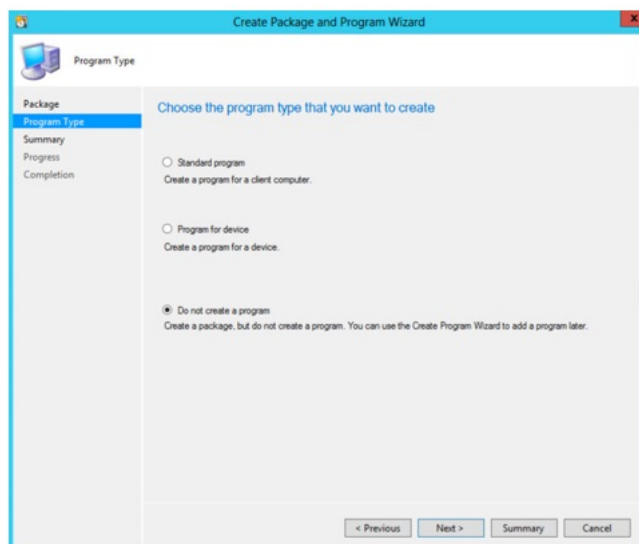 Create Package and Program Wizard
x
Program Type
Package
Program Type
Summary
Progress
Completion
Choose the program type that you want to create
Standard program
Create a program for a client computer.
Program for device
Create a program for a device.
Do not create a program
Create a package, but do not create a program. You can use the Create Program Wizard to add a program later.
< Previous
Next >
Summary
Cancel